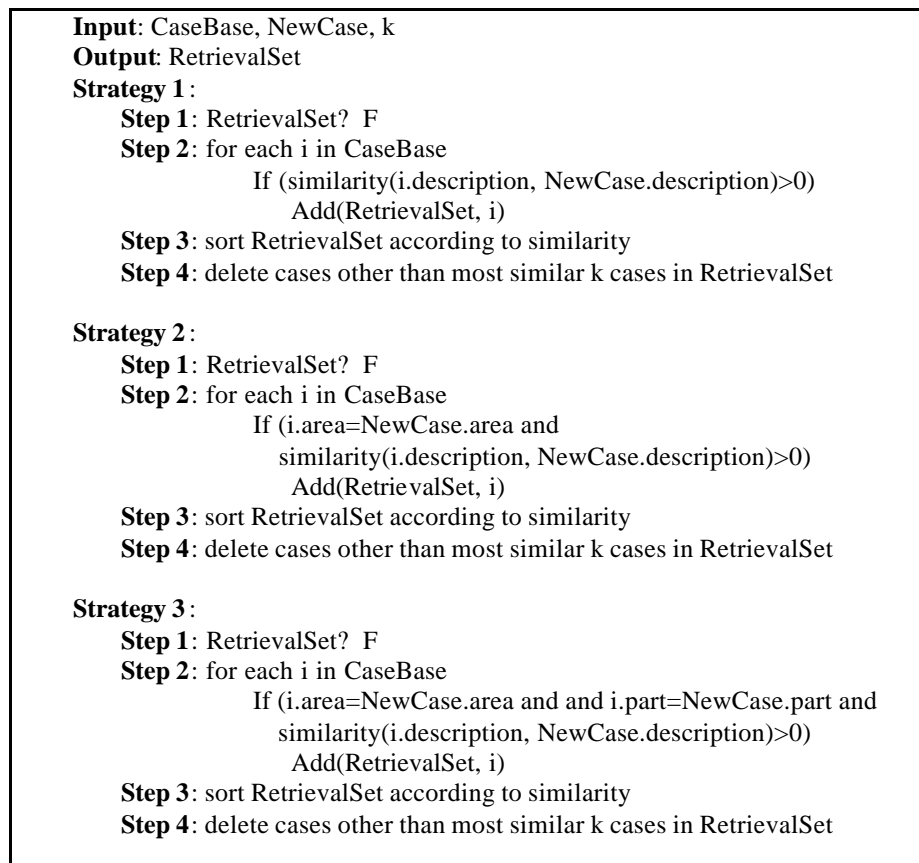 Input: CaseBase, NewCase, k
Output: RetrievalSet
Strategy 1:
Step 1: RetrievalSet? F
Step 2: for each i in CaseBase
If (similarity(i.description, NewCase.description)>0)
Add(RetrievalSet, i)
Step 3: sort RetrievalSet according to similarity
Step 4: delete cases other than most similar k cases in RetrievalSet
Strategy 2:
Step 1: RetrievalSet? F
Step 2: for each i in CaseBase
If (i.area=NewCase.area and
similarity(i.description, NewCase.description)>0)
Add(RetrievalSet, i)
Step 3: sort RetrievalSet according to similarity
Step 4: delete cases other than most similar k cases in RetrievalSet
Strategy 3:
Step 1: RetrievalSet? F
Step 2: for each i in CaseBase
If (i.area=NewCase.area and and i.part=NewCase.part and
similarity(i.description, NewCase.description)>0)
Add(RetrievalSet, i)
Step 3: sort RetrievalSet according to similarity
Step 4: delete cases other than most similar k cases in RetrievalSet